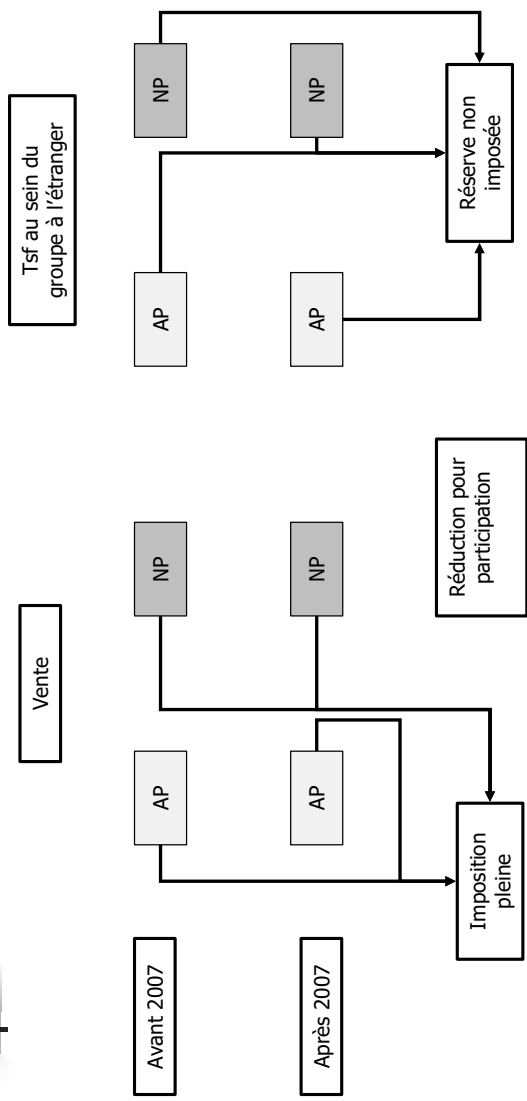 Vente
Tsf au sein du
groupe à l'étranger
Avant 2007
AP
NP
AP
NP
Après 2007
AP
NP
AP
NP
Imposition
pleine
Réduction pour
participation
Réserve non
imposée